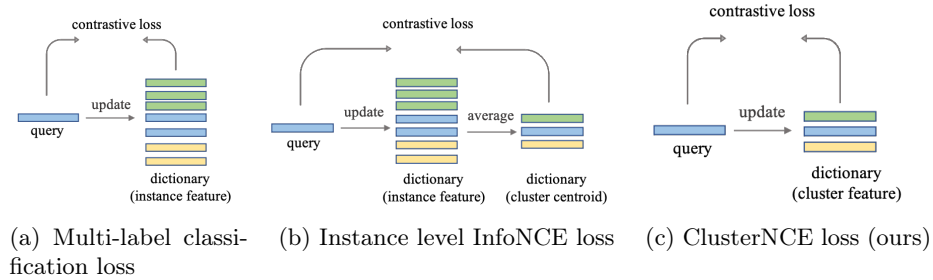 contrastive loss
update
query
dictionary
(instance feature)
(a) Multi-label classi-
fication loss
contrastive loss
update
average
query
dictionary
(instance feature)
dictionary
(cluster centroid)
(b) Instance level InfoNCE loss
contrastive loss
update
query
dictionary
(cluster feature)
(c) ClusterNCE loss (ours)